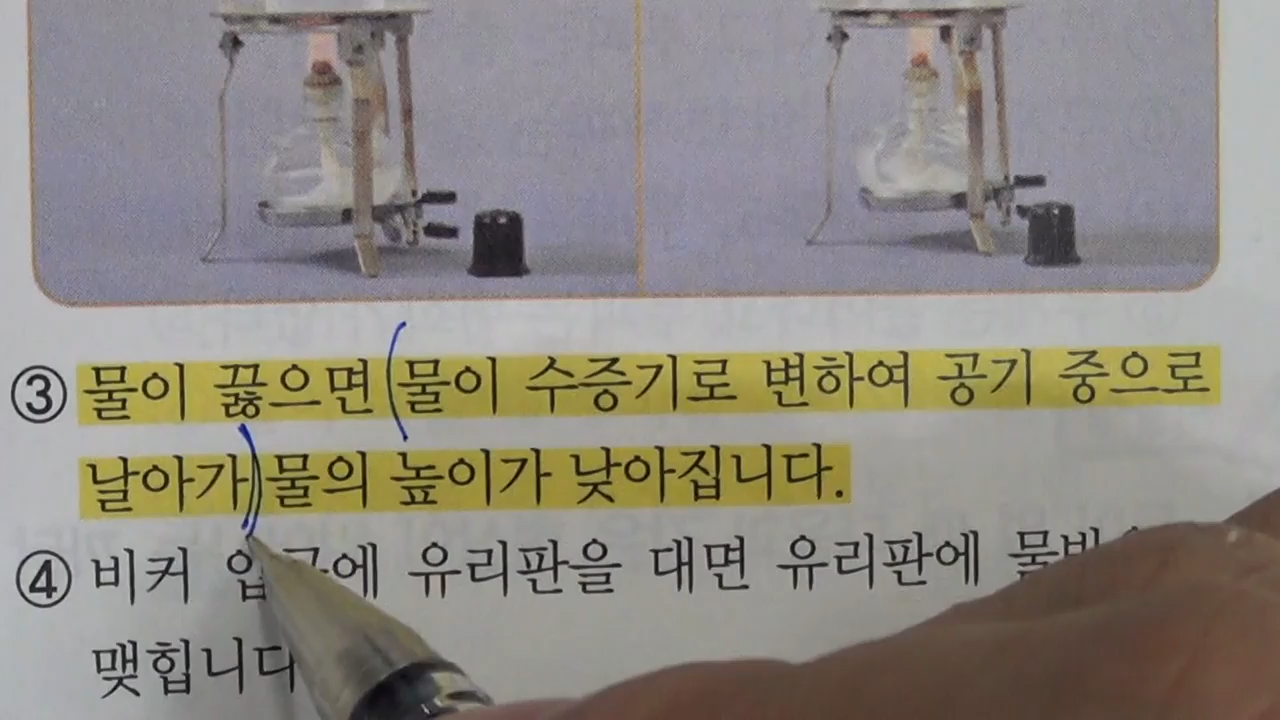 ③ 물이 끓으면 물이 수증기로 변하여 공기 중으로
날아가 물의 높이가 낮아집니다.
④ 비커 유리판을 대면 유리판에
맺힙니다